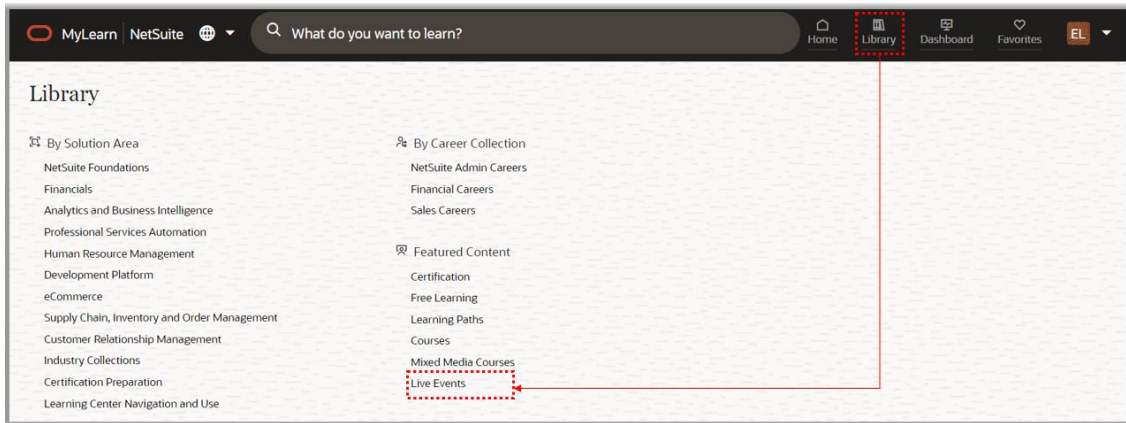 MyLearn NetSuite
What do you want to learn?
Home
Library
Dashboard
Favorites
EL
Library
By Solution Area
NetSuite Foundations
Financials
Analytics and Business Intelligence
Professional Services Automation
Human Resource Management
Development Platform
eCommerce
Supply Chain, Inventory and Order Management
Customer Relationship Management
Industry Collections
Certification Preparation
Learning Center Navigation and Use
By Career Collection
NetSuite Admin Careers
Financial Careers
Sales Careers
Featured Content
Certification
Free Learning
Learning Paths
Courses
Mixed Media Courses
Live Events